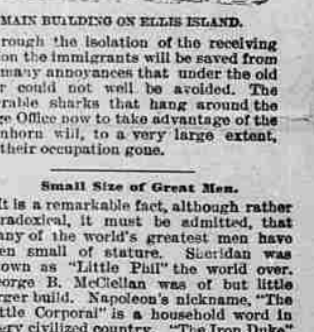 MAIN BUILDING ON ELLIS ISLAND.
rough the isolation of the receiving
on the immigrants will be saved from
many annoyances that under the old
r could not well be avoided. The
rable sharks that hang around the
ge Office now to take advantage of the
enhorn will, to a very large extent,
their occupation gone.
Small Size of Great Men.
It is a remarkable fact, although rather
radoxical, it must be admitted, that
any of the world's greatest men have
en small of stature. Sheridan was
own as "Little Phil" the world over.
eorge B. McClellan was of but little
rger build. Napoleon's nickname, "The
ttle Corporal" is a household word in
ery civilized country. "The Iron Duke"